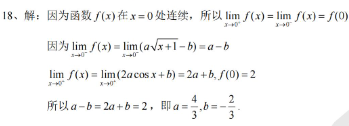 18、解：因为函数 f(x) 在 x=0 处连续，所以 lim_{x→0⁻} f(x) = lim_{x→0⁺} f(x) = f(0)
因为 lim_{x→0⁻} f(x) = lim_{x→0⁻} (a√(x+1) − b) = a − b
lim_{x→0⁺} f(x) = lim_{x→0⁺} (2a cos x + b) = 2a + b, f(0) = 2
所以 a − b = 2a + b = 2，即 a = 4/3, b = −2/3.